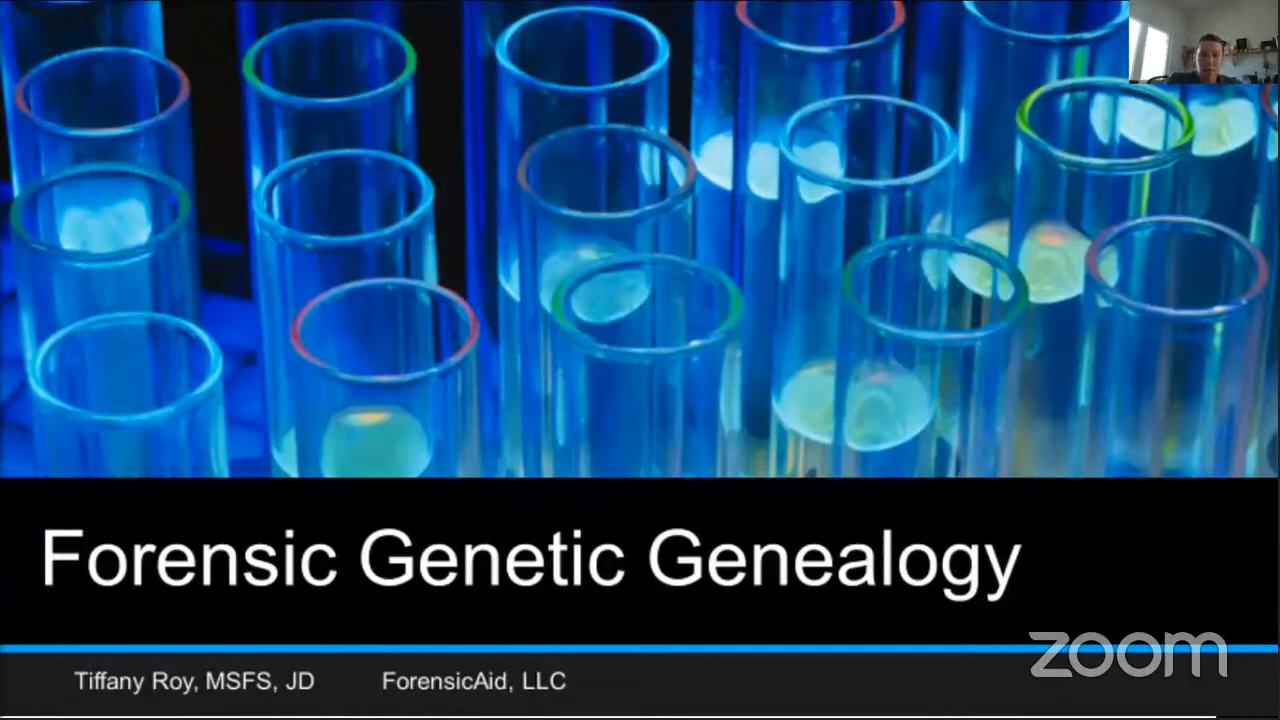 Forensic Genetic Genealogy
zoom
Tiffany Roy, MSFS, JD ForensicAid, LLC